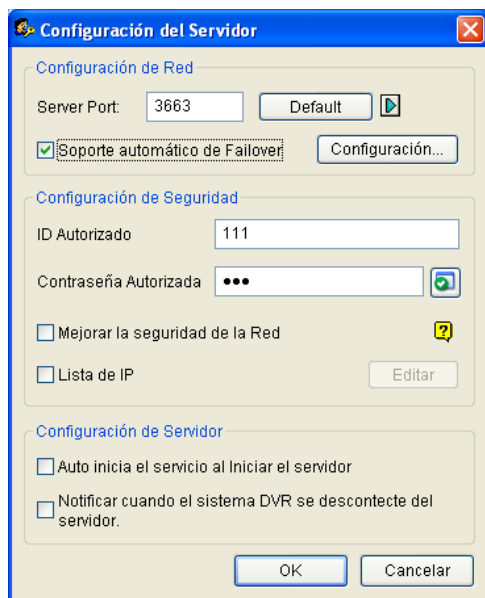 Configuración del Servidor
Configuración de Red
Server Port: 3663 Default
Soporte automático de Failover Configuración...
Configuración de Seguridad
ID Autorizado 111
Contraseña Autorizada •••
Mejorar la seguridad de la Red ?
Lista de IP Editar
Configuración de Servidor
Auto inicia el servicio al Iniciar el servidor
Notificar cuando el sistema DVR se descontecte del
servidor.
OK Cancelar